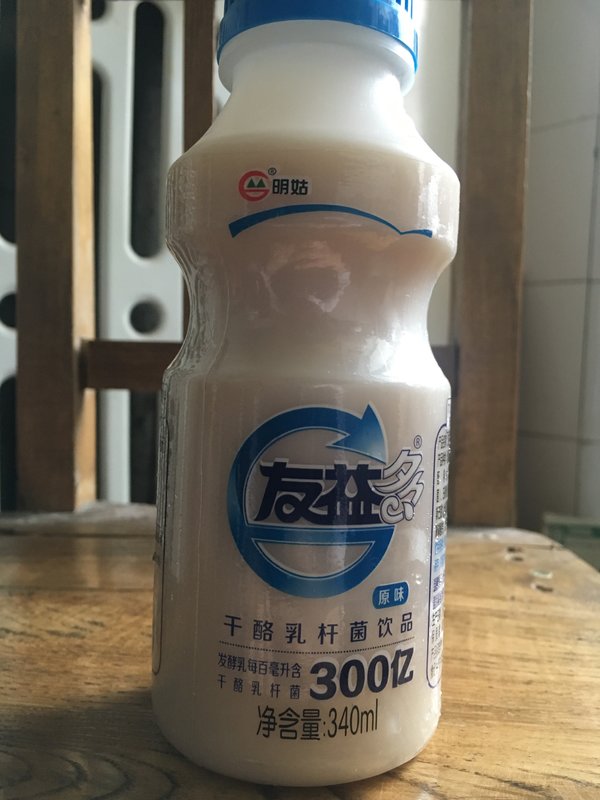 明姑®
友益多®
原味
干酪乳杆菌饮品
发酵乳每百毫升含
干酪乳杆菌 300亿
净含量:340ml